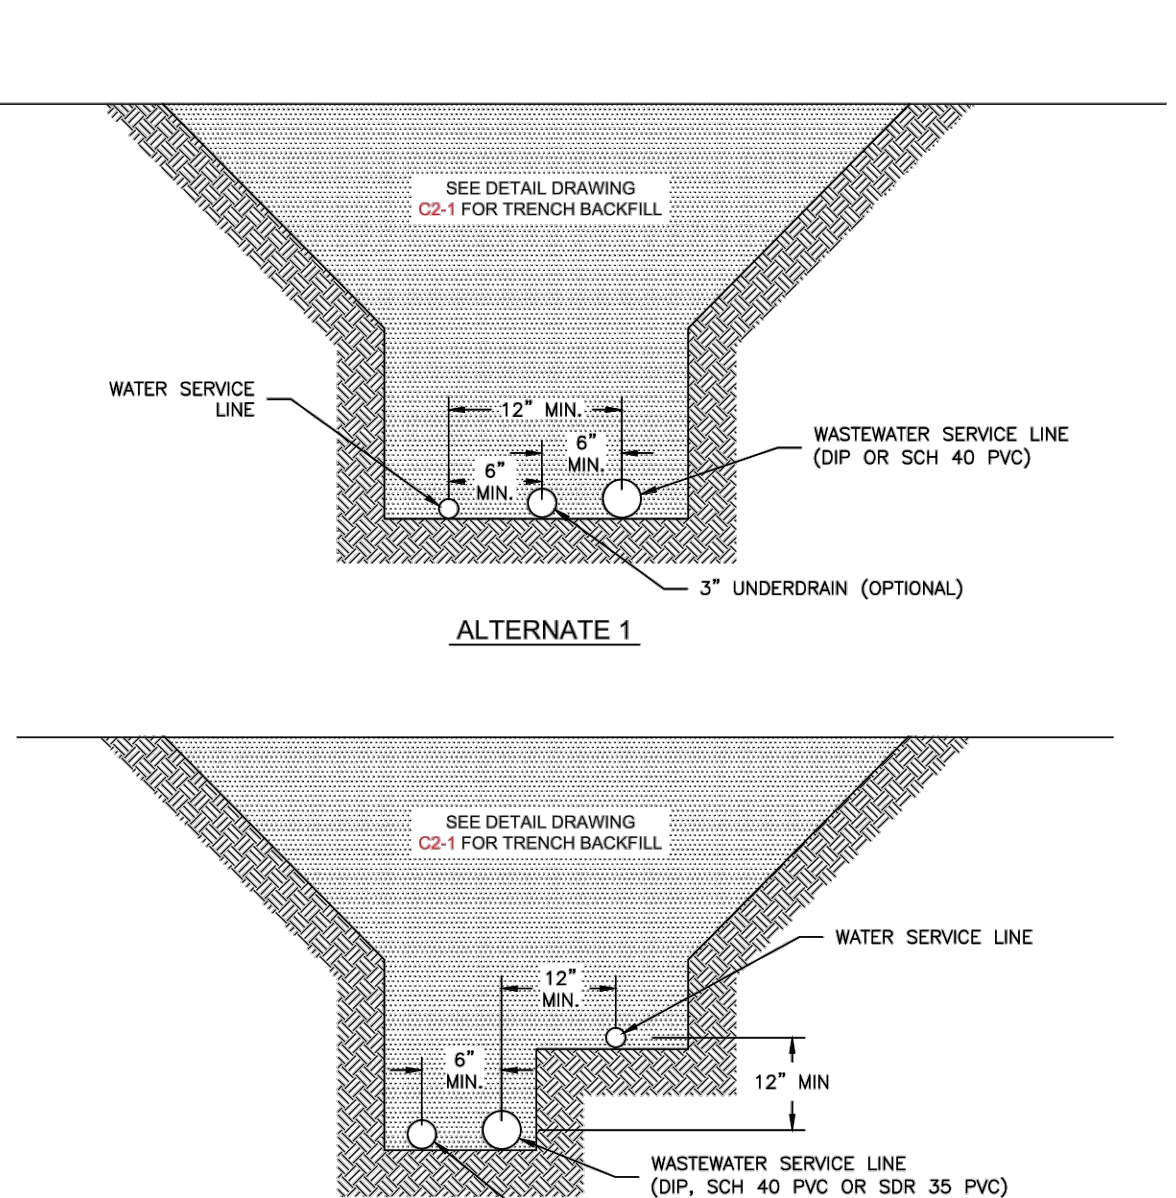 SEE DETAIL DRAWING
C2-1 FOR TRENCH BACKFILL
WATER SERVICE
LINE
12" MIN.
6"
MIN.
6"
MIN.
WASTEWATER SERVICE LINE
(DIP OR SCH 40 PVC)
3" UNDERDRAIN (OPTIONAL)
ALTERNATE 1
SEE DETAIL DRAWING
C2-1 FOR TRENCH BACKFILL
WATER SERVICE LINE
12"
MIN.
6"
MIN.
12" MIN
WASTEWATER SERVICE LINE
(DIP, SCH 40 PVC OR SDR 35 PVC)